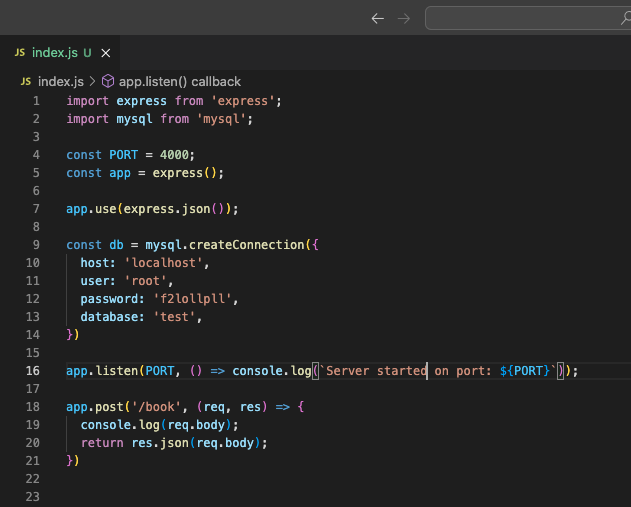 JS index.js U
JS index.js app.listen() callback
1 import express from 'express';
2 import mysql from 'mysql';
3
4 const PORT = 4000;
5 const app = express();
6
7 app.use(express.json());
8
9 const db = mysql.createConnection({
10   host: 'localhost',
11   user: 'root',
12   password: 'f2lollpll',
13   database: 'test',
14 })
15
16 app.listen(PORT, () => console.log(`Server started on port: ${PORT}`));
17
18 app.post('/book', (req, res) => {
19   console.log(req.body);
20   return res.json(req.body);
21 })
22
23